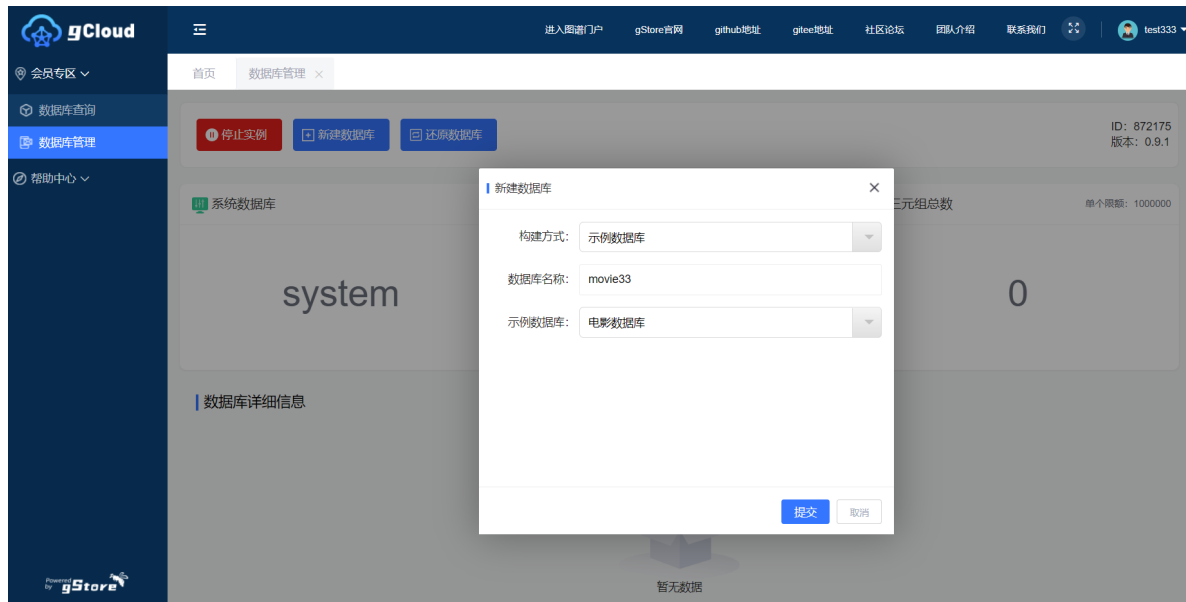 gCloud
进入图谱门户 gStore官网 github地址 gitee地址 社区论坛 团队介绍 联系我们 test333
会员专区
首页 数据库管理
数据库查询
数据库管理
帮助中心
停止实例 新建数据库 还原数据库
ID: 872175
版本: 0.9.1
系统数据库
三元组总数
单个限额: 1000000
system
0
新建数据库
构建方式: 示例数据库
数据库名称: movie33
示例数据库: 电影数据库
提交 取消
数据库详细信息
暂无数据
Powered by gStore